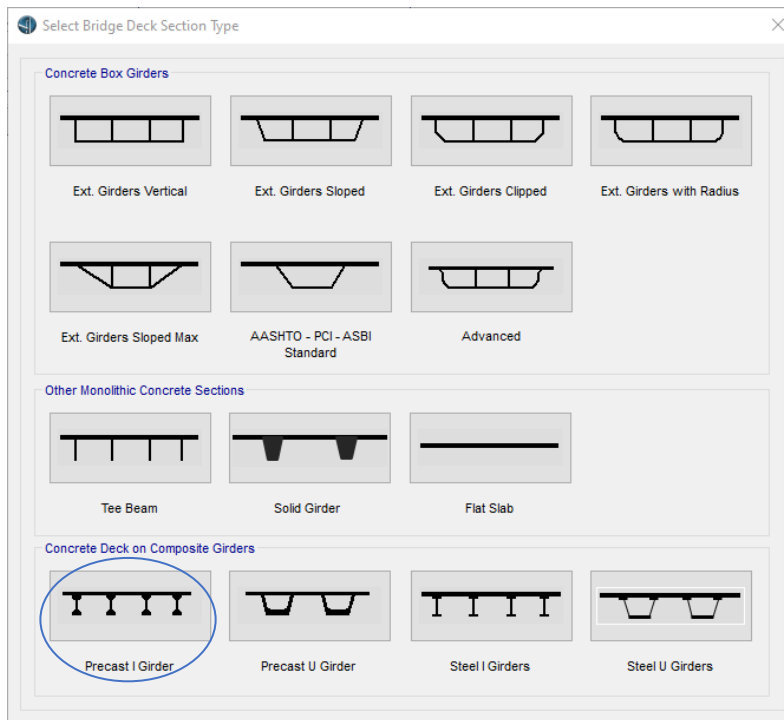 Select Bridge Deck Section Type
Concrete Box Girders
Ext. Girders Vertical
Ext. Girders Sloped
Ext. Girders Clipped
Ext. Girders with Radius
Ext. Girders Sloped Max
AASHTO - PCI - ASBI
Standard
Advanced
Other Monolithic Concrete Sections
Tee Beam
Solid Girder
Flat Slab
Concrete Deck on Composite Girders
Precast I Girder
Precast U Girder
Steel I Girders
Steel U Girders